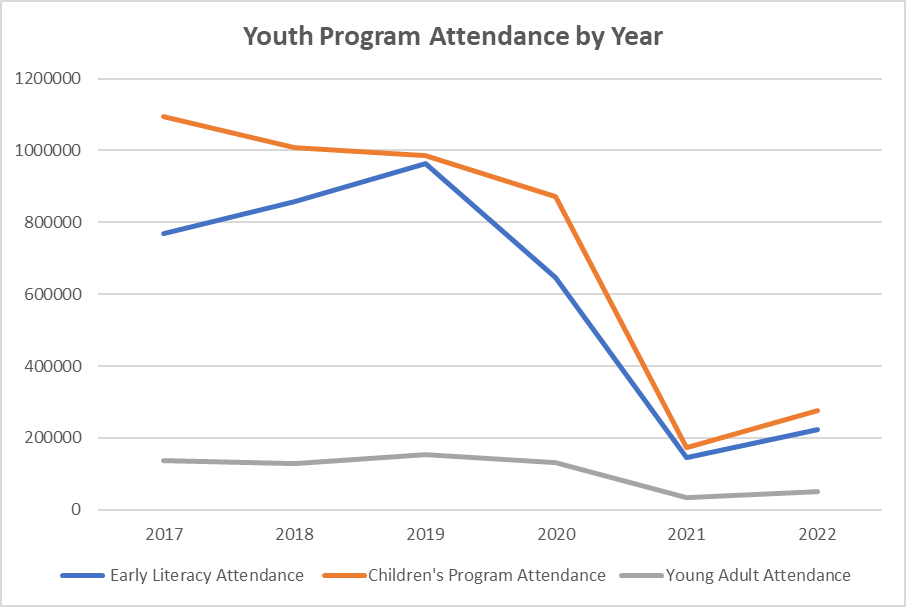 Youth Program Attendance by Year
1200000
1000000
800000
600000
400000
200000
0
2017 2018 2019 2020 2021 2022
Early Literacy Attendance Children's Program Attendance Young Adult Attendance